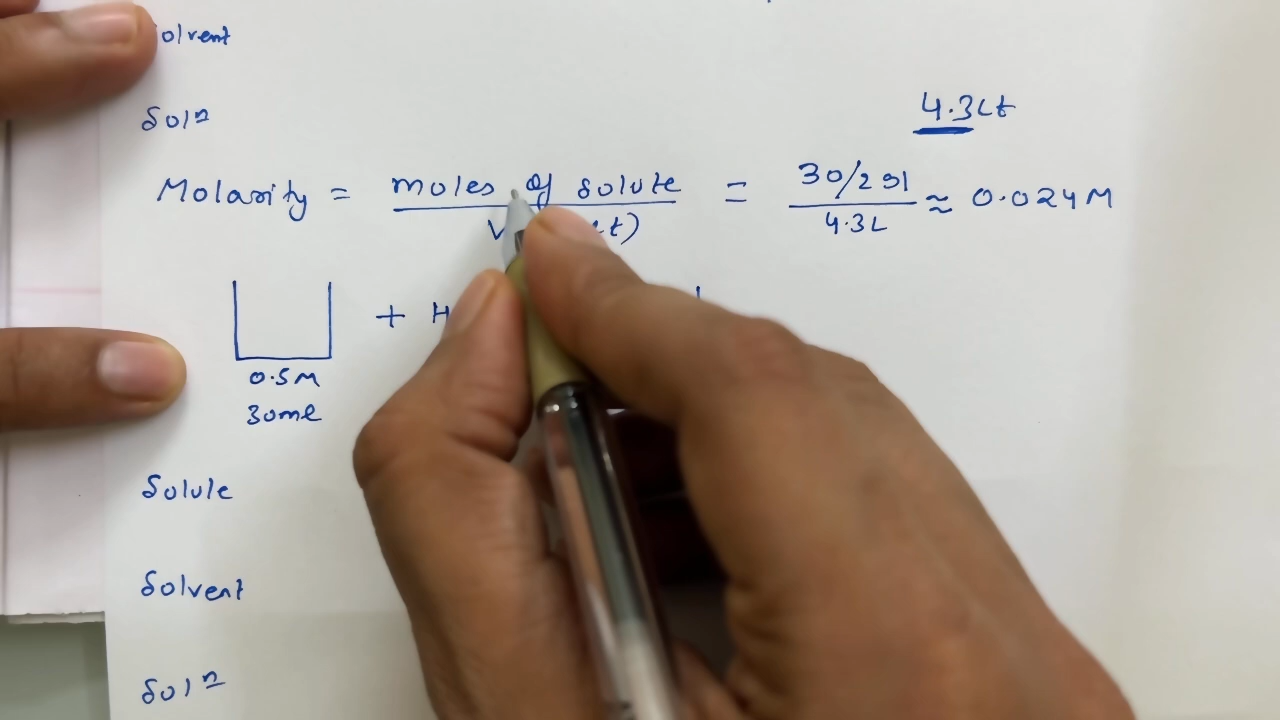 olvent
Solⁿ
4.3Lt
Molarity = moles of solute / V t) = 30/291 / 4.3L ≈ 0.024M
+ H
0.5M
30ml
Solute
Solvent
Solⁿ